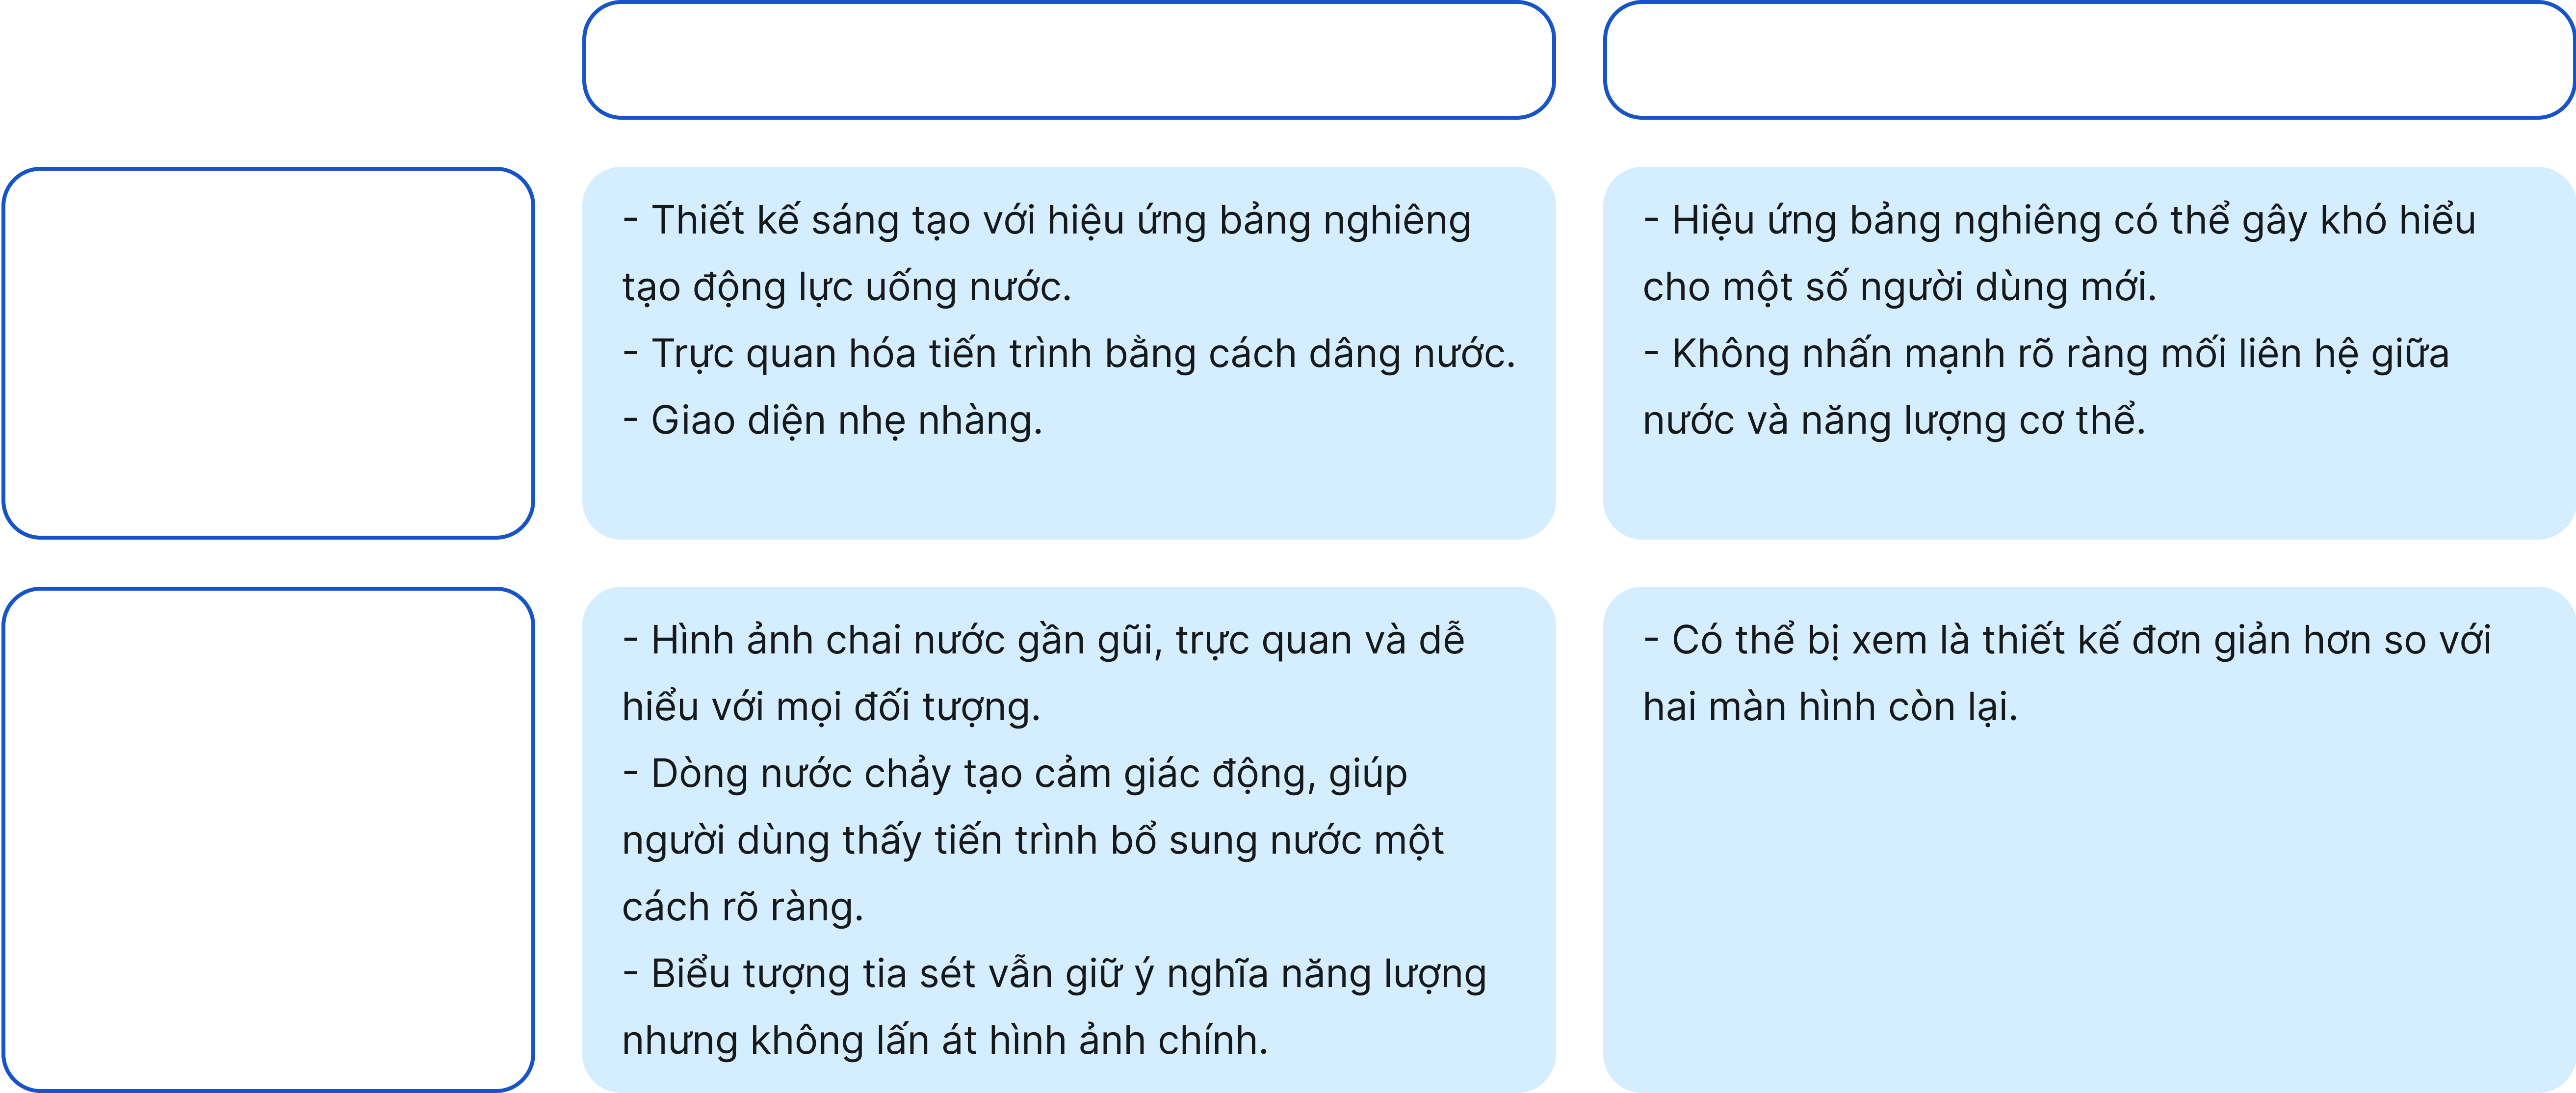 - Thiết kế sáng tạo với hiệu ứng bảng nghiêng
tạo động lực uống nước.
- Trực quan hóa tiến trình bằng cách dâng nước.
- Giao diện nhẹ nhàng.
- Hiệu ứng bảng nghiêng có thể gây khó hiểu
cho một số người dùng mới.
- Không nhấn mạnh rõ ràng mối liên hệ giữa
nước và năng lượng cơ thể.
- Hình ảnh chai nước gần gũi, trực quan và dễ
hiểu với mọi đối tượng.
- Dòng nước chảy tạo cảm giác động, giúp
người dùng thấy tiến trình bổ sung nước một
cách rõ ràng.
- Biểu tượng tia sét vẫn giữ ý nghĩa năng lượng
nhưng không lấn át hình ảnh chính.
- Có thể bị xem là thiết kế đơn giản hơn so với
hai màn hình còn lại.